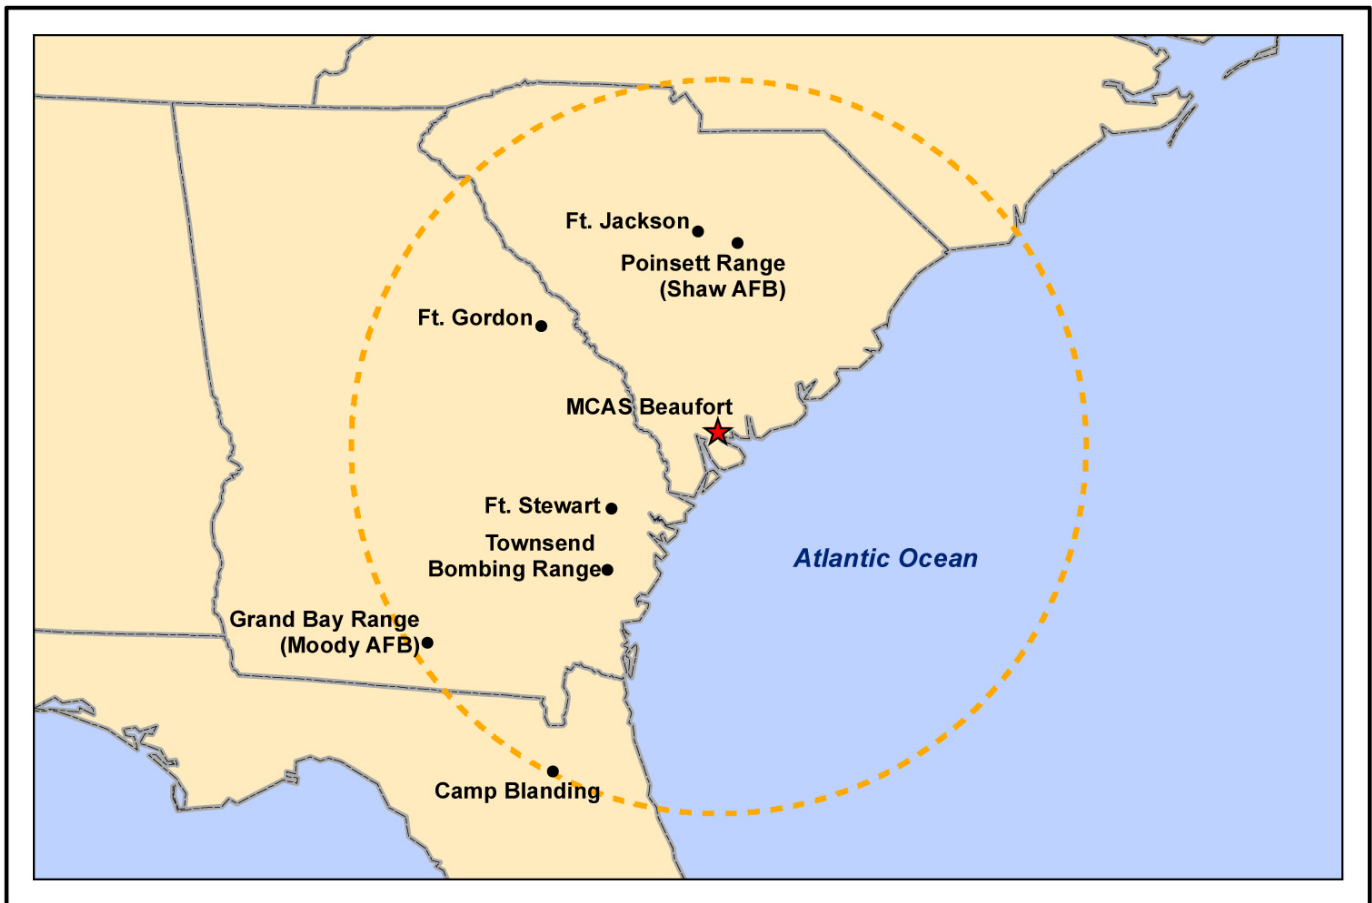 Ft. Jackson
Poinsett Range
(Shaw AFB)
Ft. Gordon
MCAS Beaufort
Ft. Stewart
Townsend
Bombing Range
Atlantic Ocean
Grand Bay Range
(Moody AFB)
Camp Blanding